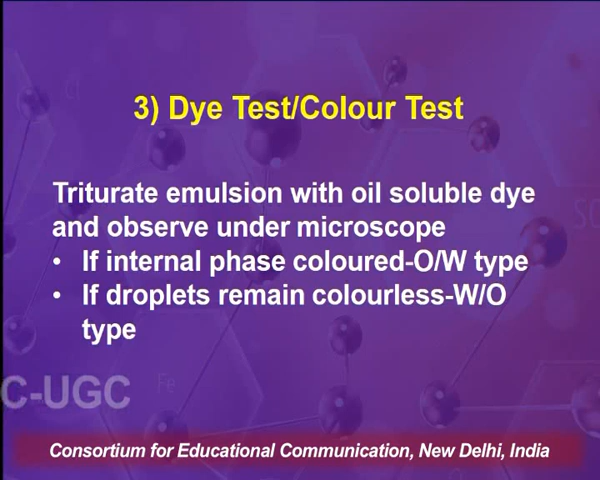 3) Dye Test/Colour Test
Triturate emulsion with oil soluble dye
and observe under microscope
• If internal phase coloured-O/W type
• If droplets remain colourless-W/O
type
C-UGC
Fe
Consortium for Educational Communication, New Delhi, India